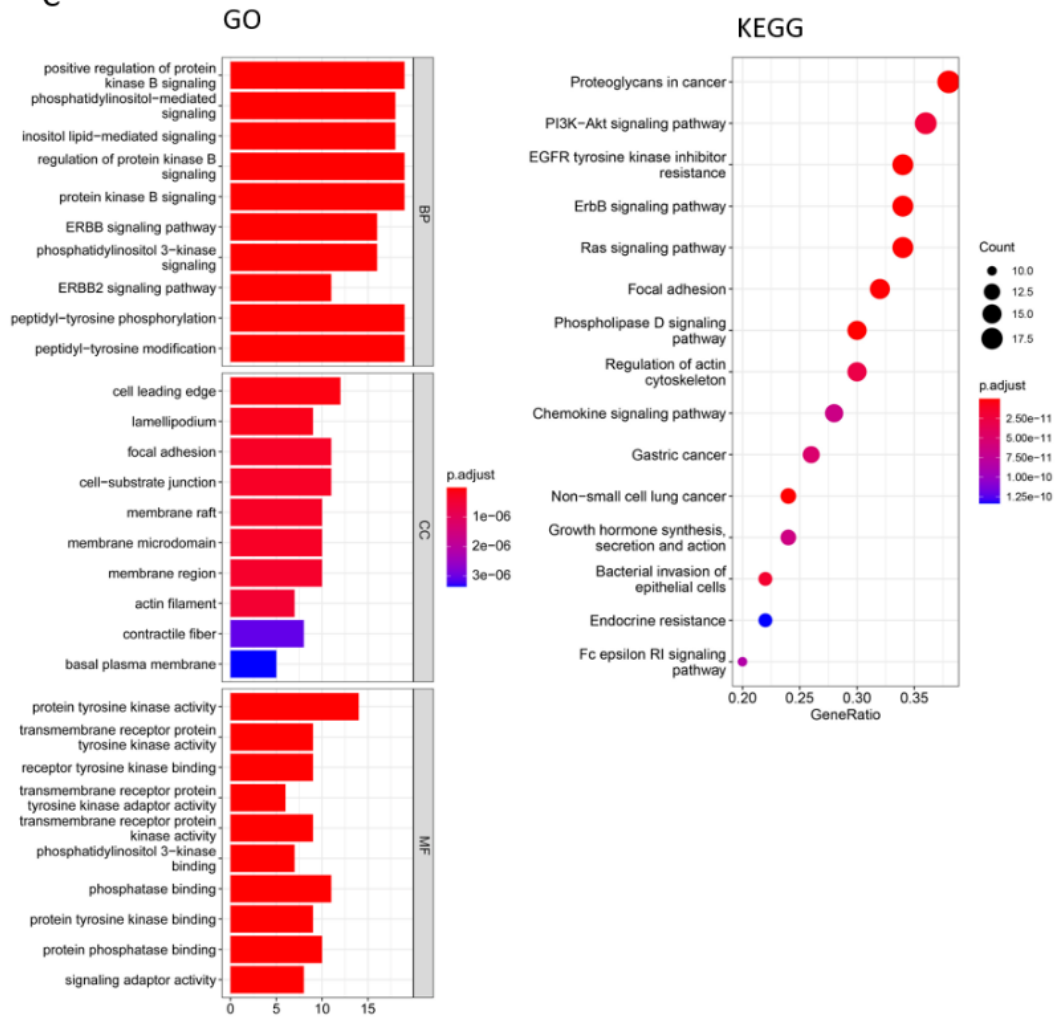 GO
positive regulation of protein
kinase B signaling
phosphatidylinositol−mediated
signaling
inositol lipid−mediated signaling
regulation of protein kinase B
signaling
protein kinase B signaling
ERBB signaling pathway
phosphatidylinositol 3−kinase
signaling
ERBB2 signaling pathway
peptidyl−tyrosine phosphorylation
peptidyl−tyrosine modification
BP
cell leading edge
lamellipodium
focal adhesion
cell−substrate junction
membrane raft
membrane microdomain
membrane region
actin filament
contractile fiber
basal plasma membrane
CC
protein tyrosine kinase activity
transmembrane receptor protein
tyrosine kinase activity
receptor tyrosine kinase binding
transmembrane receptor protein
tyrosine kinase adaptor activity
transmembrane receptor protein
kinase activity
phosphatidylinositol 3−kinase
binding
phosphatase binding
protein tyrosine kinase binding
protein phosphatase binding
signaling adaptor activity
MF
0 5 10 15
p.adjust
1e−06
2e−06
3e−06
KEGG
Proteoglycans in cancer
PI3K−Akt signaling pathway
EGFR tyrosine kinase inhibitor
resistance
ErbB signaling pathway
Ras signaling pathway
Focal adhesion
Phospholipase D signaling
pathway
Regulation of actin
cytoskeleton
Chemokine signaling pathway
Gastric cancer
Non−small cell lung cancer
Growth hormone synthesis,
secretion and action
Bacterial invasion of
epithelial cells
Endocrine resistance
Fc epsilon RI signaling
pathway
0.20 0.25 0.30 0.35
GeneRatio
Count
10.0
12.5
15.0
17.5
p.adjust
2.50e−11
5.00e−11
7.50e−11
1.00e−10
1.25e−10